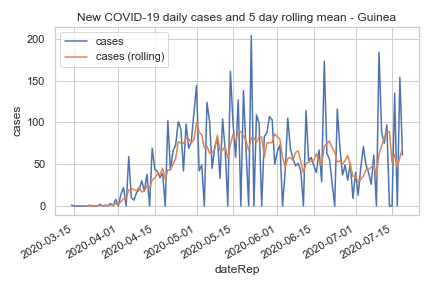 New COVID-19 daily cases and 5 day rolling mean - Guinea
cases
cases (rolling)
cases
200
150
100
50
0
2020-03-15
2020-04-01
2020-04-15
2020-05-01
2020-05-15
2020-06-01
2020-06-15
2020-07-01
2020-07-15
dateRep